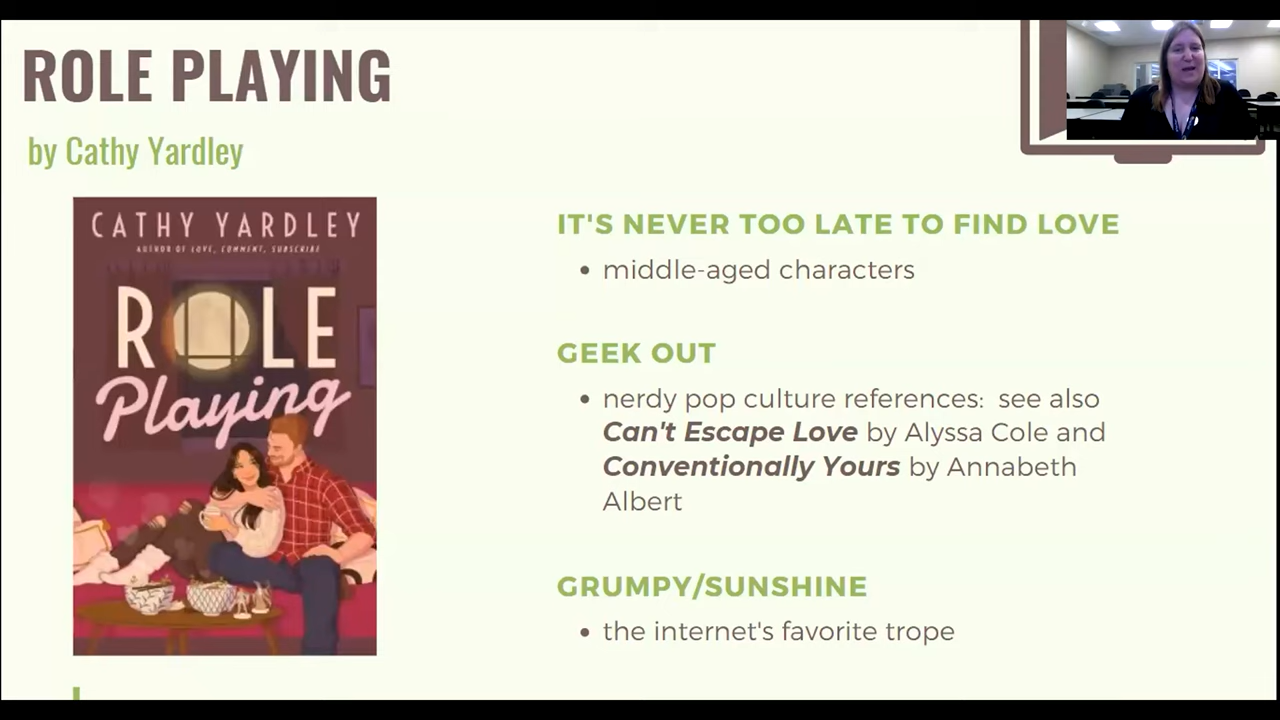 ROLE PLAYING
by Cathy Yardley
CATHY YARDLEY
AUTHOR OF LOVE, COMMENT, SUBSCRIBE
ROLE
Playing
IT'S NEVER TOO LATE TO FIND LOVE
• middle-aged characters
GEEK OUT
• nerdy pop culture references: see also
Can't Escape Love by Alyssa Cole and
Conventionally Yours by Annabeth
Albert
GRUMPY/SUNSHINE
• the internet's favorite trope